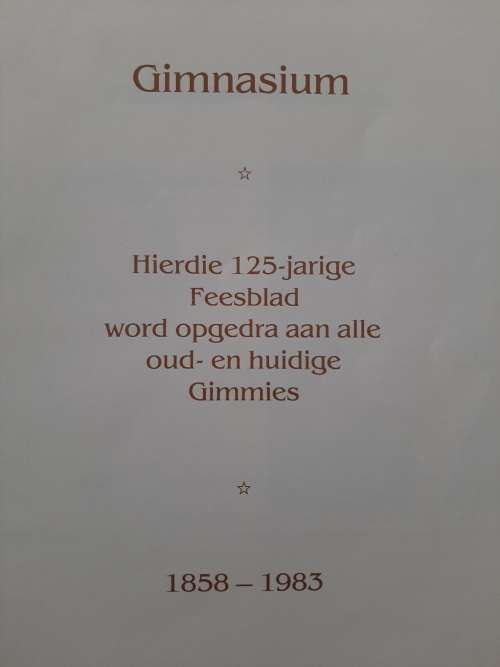 Gimnasium
☆
Hierdie 125-jarige
Feesblad
word opgedra aan alle
oud- en huidige
Gimmies
☆
1858 – 1983